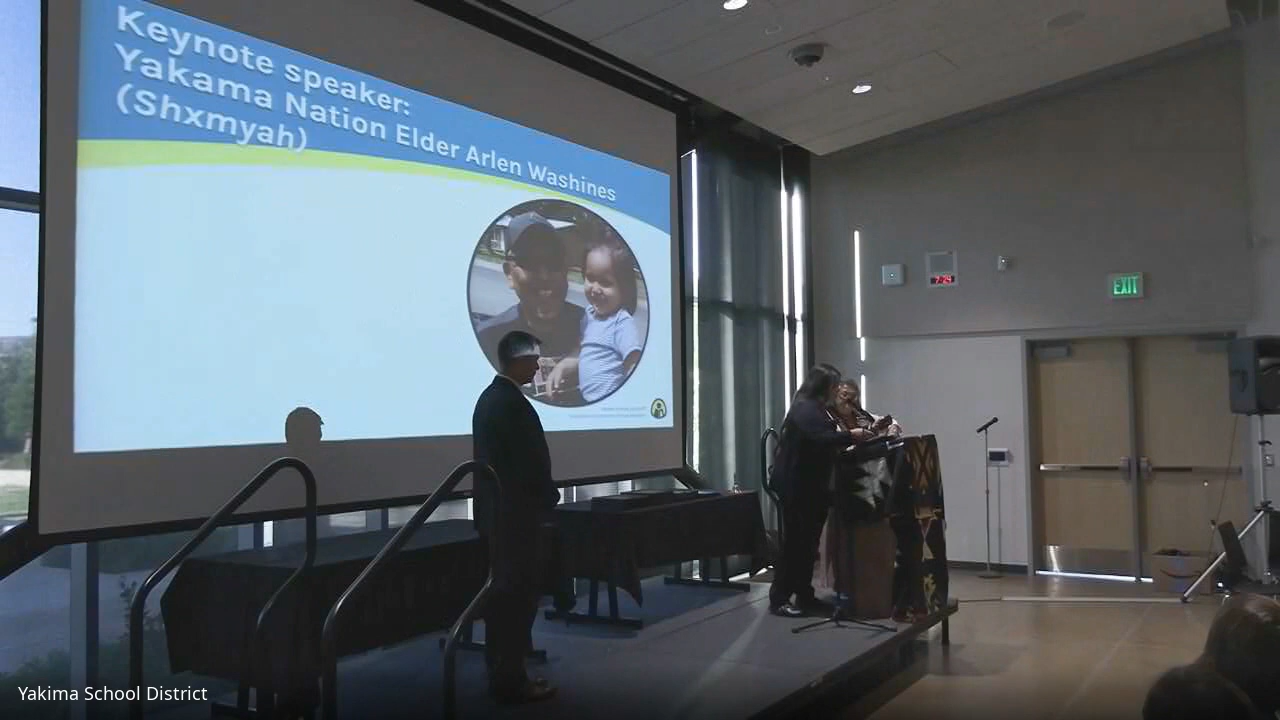 Keynote speaker:
Yakama Nation Elder Arlen Washines
(Shxmyah)
EXIT
Yakima School District